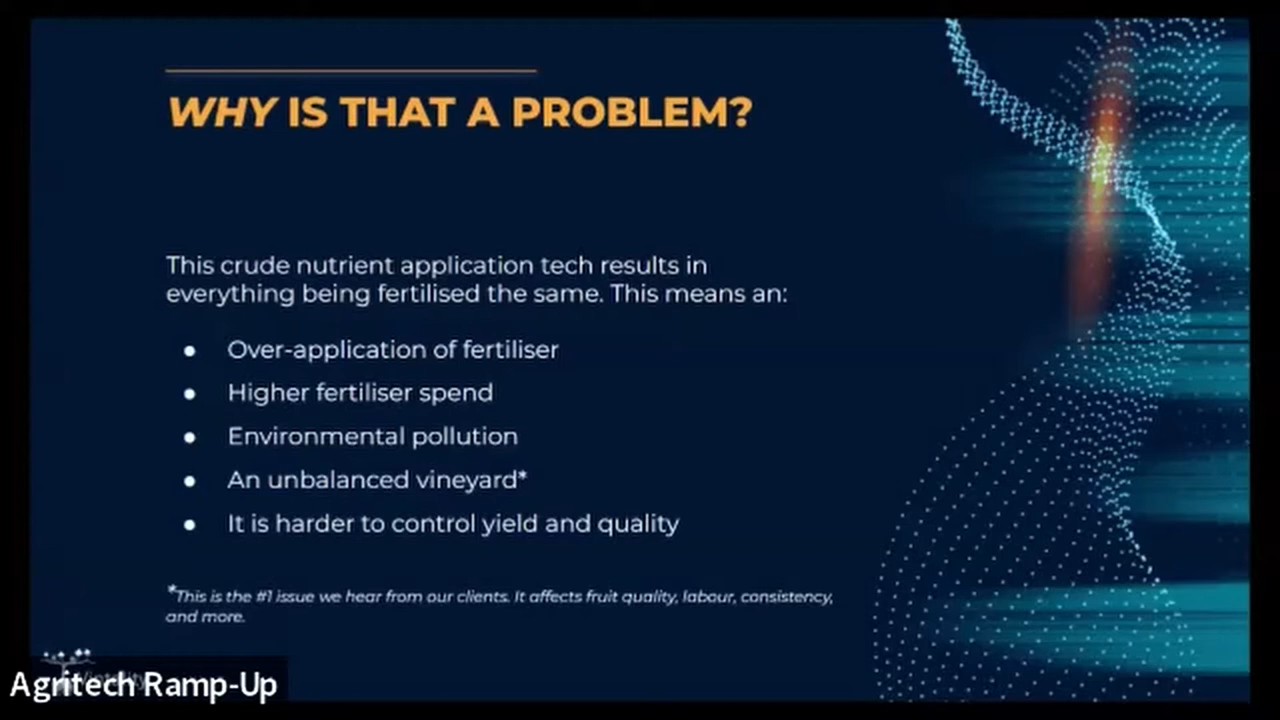 WHY IS THAT A PROBLEM?
This crude nutrient application tech results in
everything being fertilised the same. This means an:
● Over-application of fertiliser
● Higher fertiliser spend
● Environmental pollution
● An unbalanced vineyard*
● It is harder to control yield and quality
*This is the #1 issue we hear from our clients. It affects fruit quality, labour, consistency,
and more.
Agritech Ramp-Up